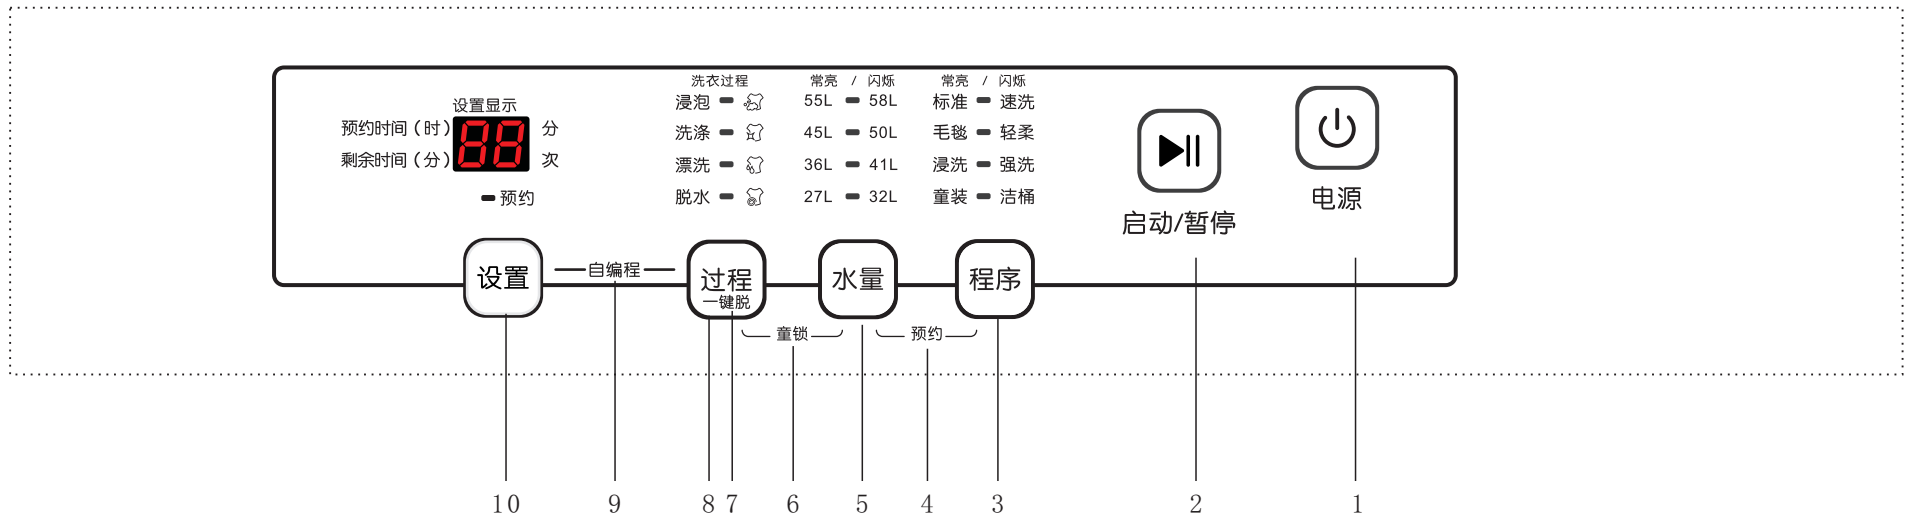 洗衣过程 常亮 / 闪烁 常亮 / 闪烁
设置显示
浸泡 55L 58L 标准 速洗
预约时间(时) 88 分
洗涤 45L 50L 毛毯 轻柔
剩余时间(分) 次
漂洗 36L 41L 浸洗 强洗
预约
脱水 27L 32L 童装 洁桶
启动/暂停 电源
设置 自编程 过程 水量 程序
一键脱
童锁 预约
10 9 8 7 6 5 4 3 2 1